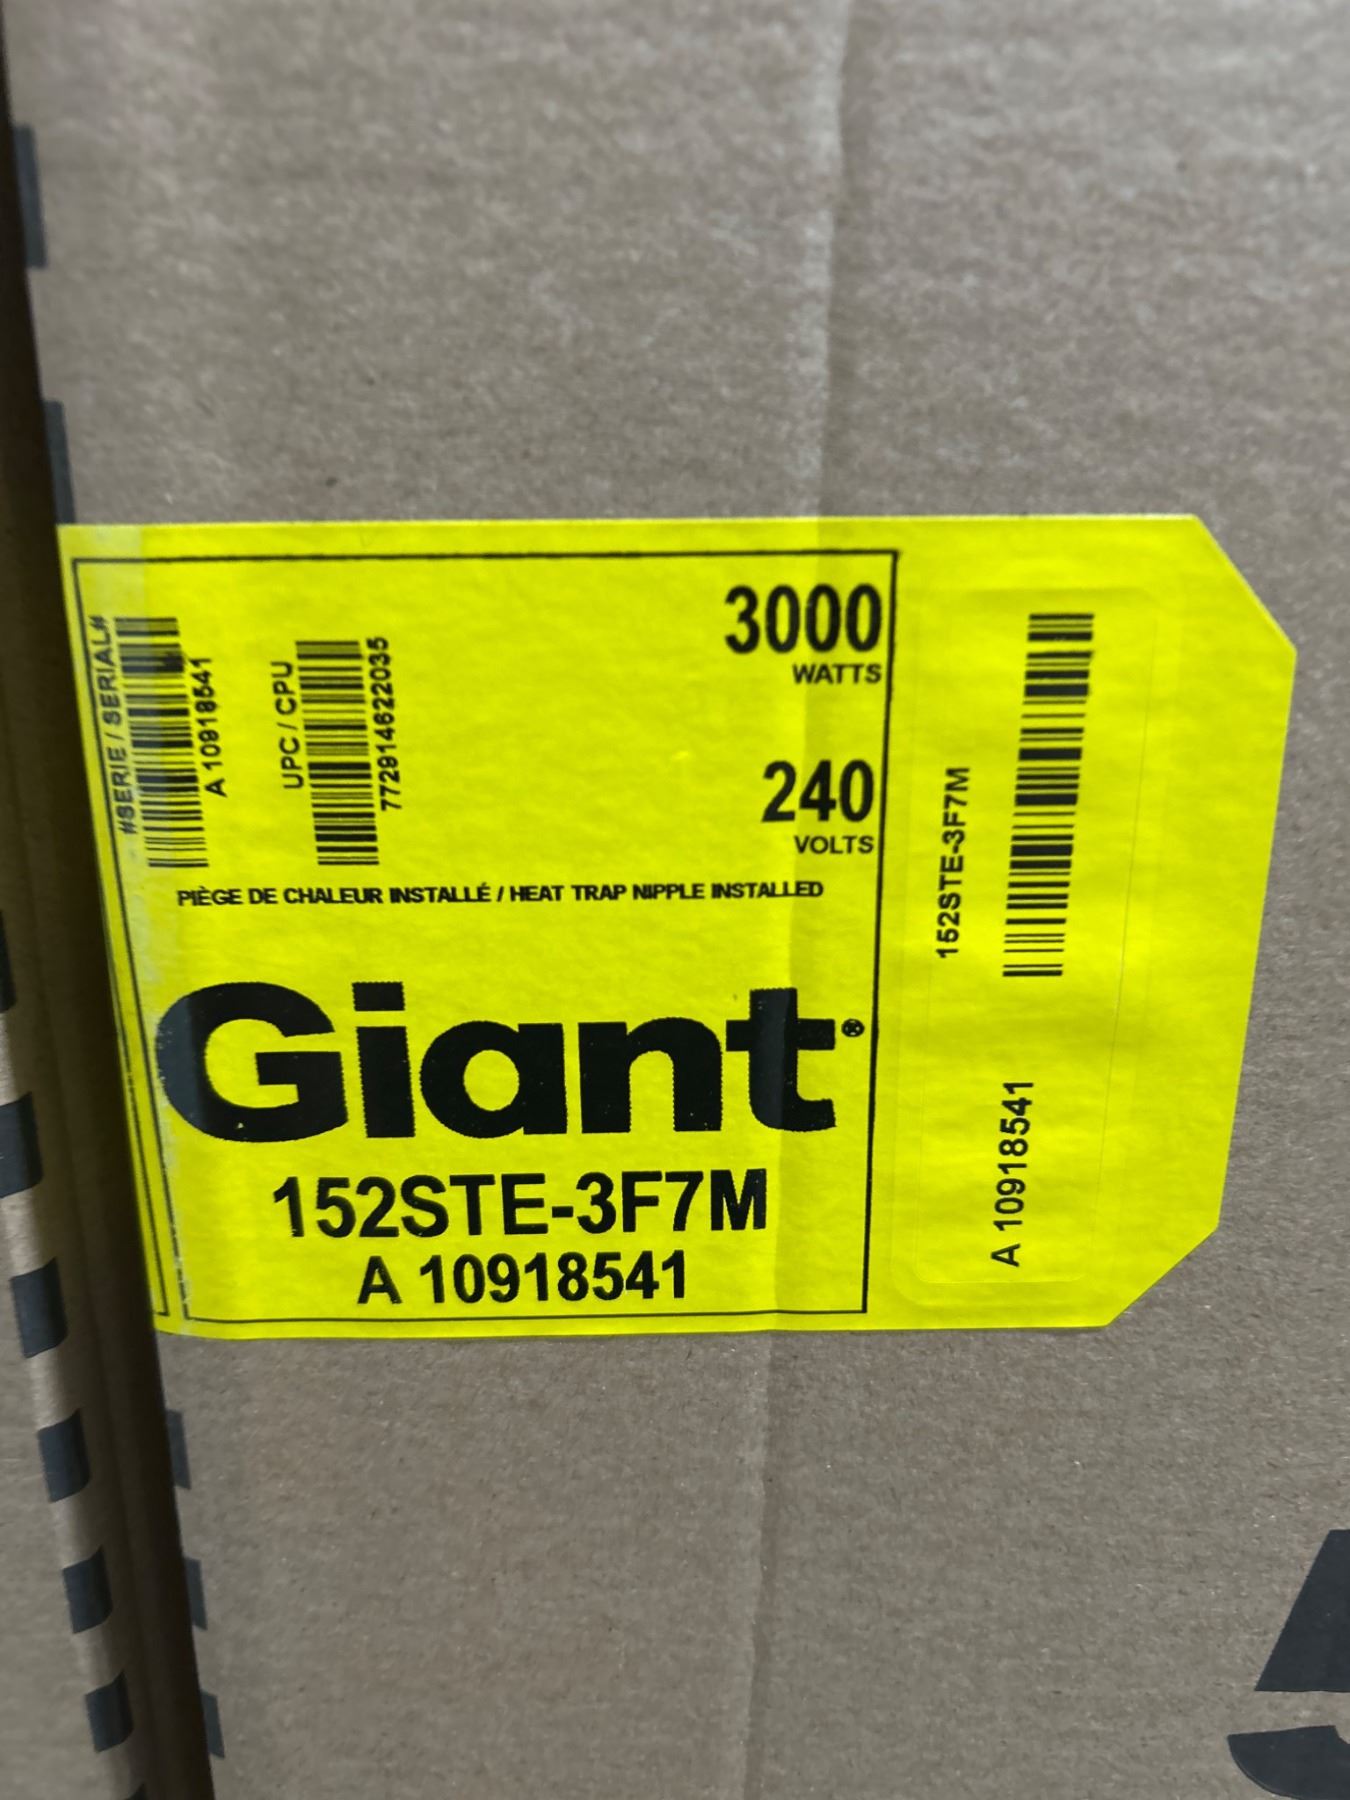 #SERIE / SERIAL#
A 10918541
UPC / CPU
772914622035
3000
WATTS
240
VOLTS
PIÈGE DE CHALEUR INSTALLÉ / HEAT TRAP NIPPLE INSTALLED
Giant®
152STE-3F7M
A 10918541
152STE-3F7M
A 10918541